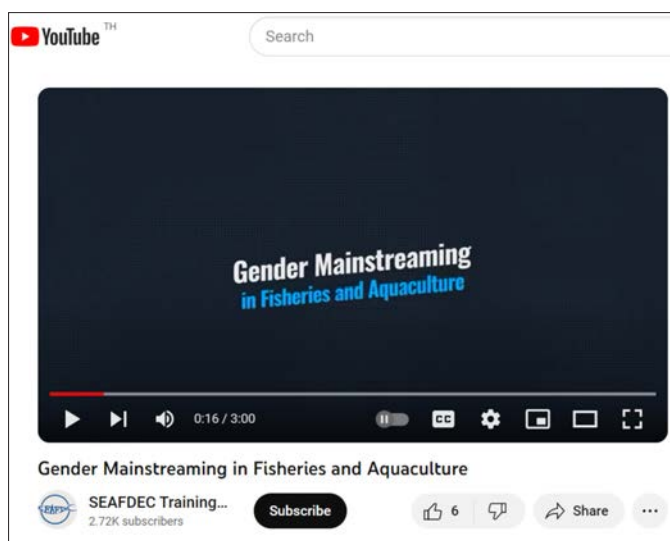 YouTube TH
Search
Gender Mainstreaming
in Fisheries and Aquaculture
0:16 / 3:00
CC
Gender Mainstreaming in Fisheries and Aquaculture
SEAFDEC Training...
2.72K subscribers
Subscribe
6
Share